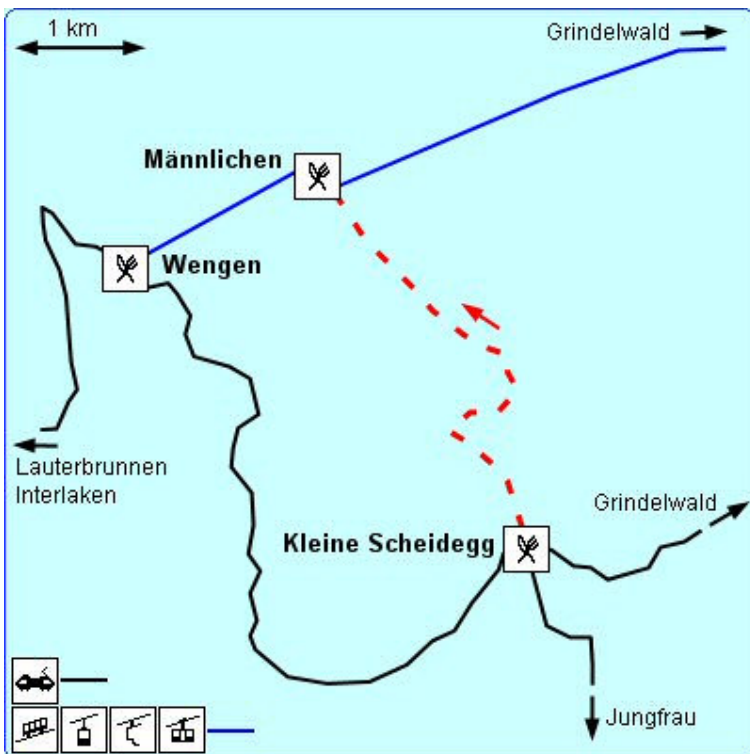 1 km
Grindelwald
Männlichen
Wengen
Lauterbrunnen
Interlaken
Grindelwald
Kleine Scheidegg
Jungfrau